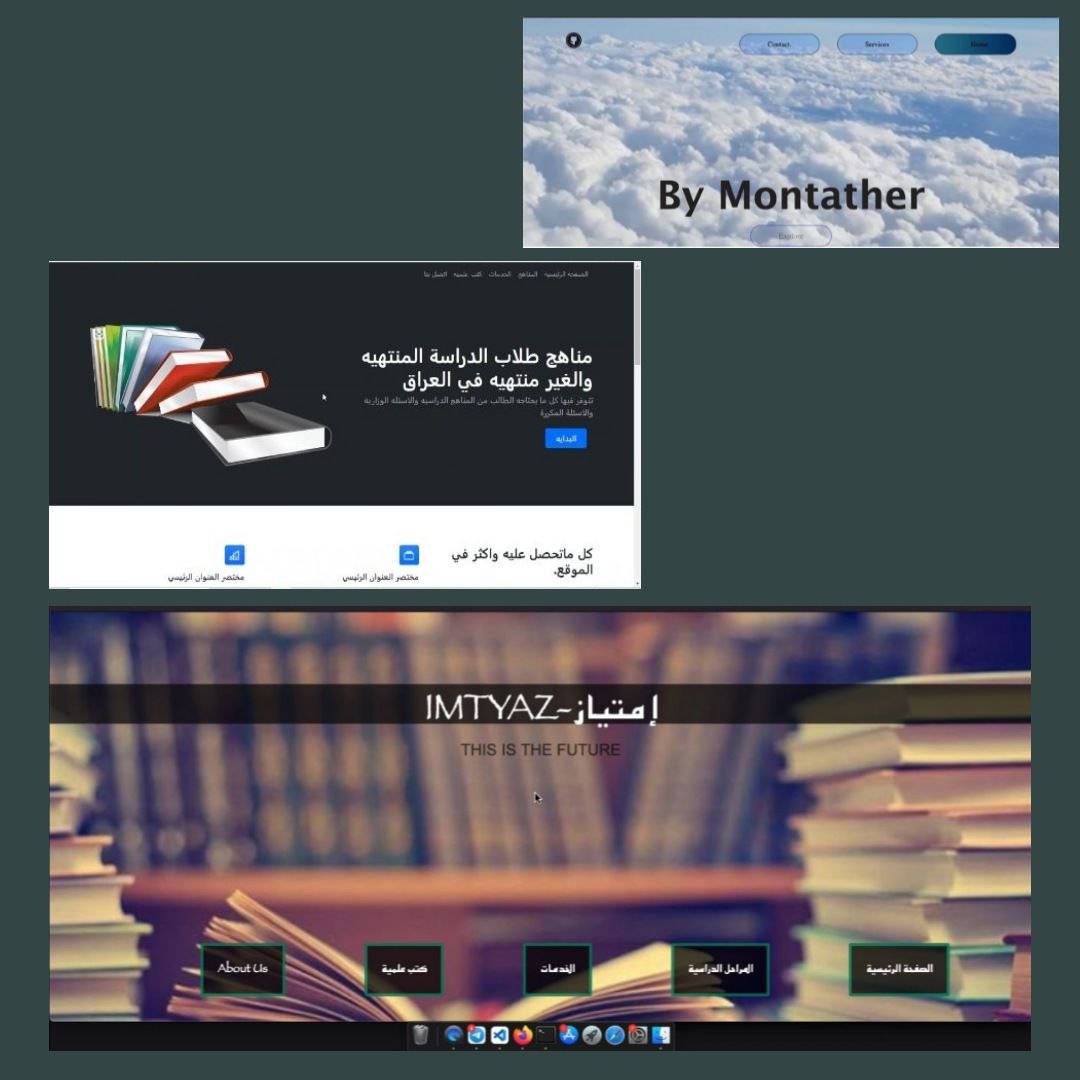 Contact.
Services
Home
By Montather
Explore
الصفحه الرئيسيه
المناهج
الخدمات
كتب علميه
اتصل بنا
مناهج طلاب الدراسة المنتهيه
والغير منتهيه في العراق
تتوفر فيها كل ما يحتاجه الطالب من المناهج الدراسيه والاسئله الوزاريه
والاسئلة المكررة
البدايه
كل ماتحصل عليه واكثر في
الموقع.
مختصر العنوان الرئيسي
مختصر العنوان الرئيسي
إمتياز-IMTYAZ
THIS IS THE FUTURE
الصفحة الرئيسية
المراحل الدراسية
الخدمات
كتب علمية
About Us